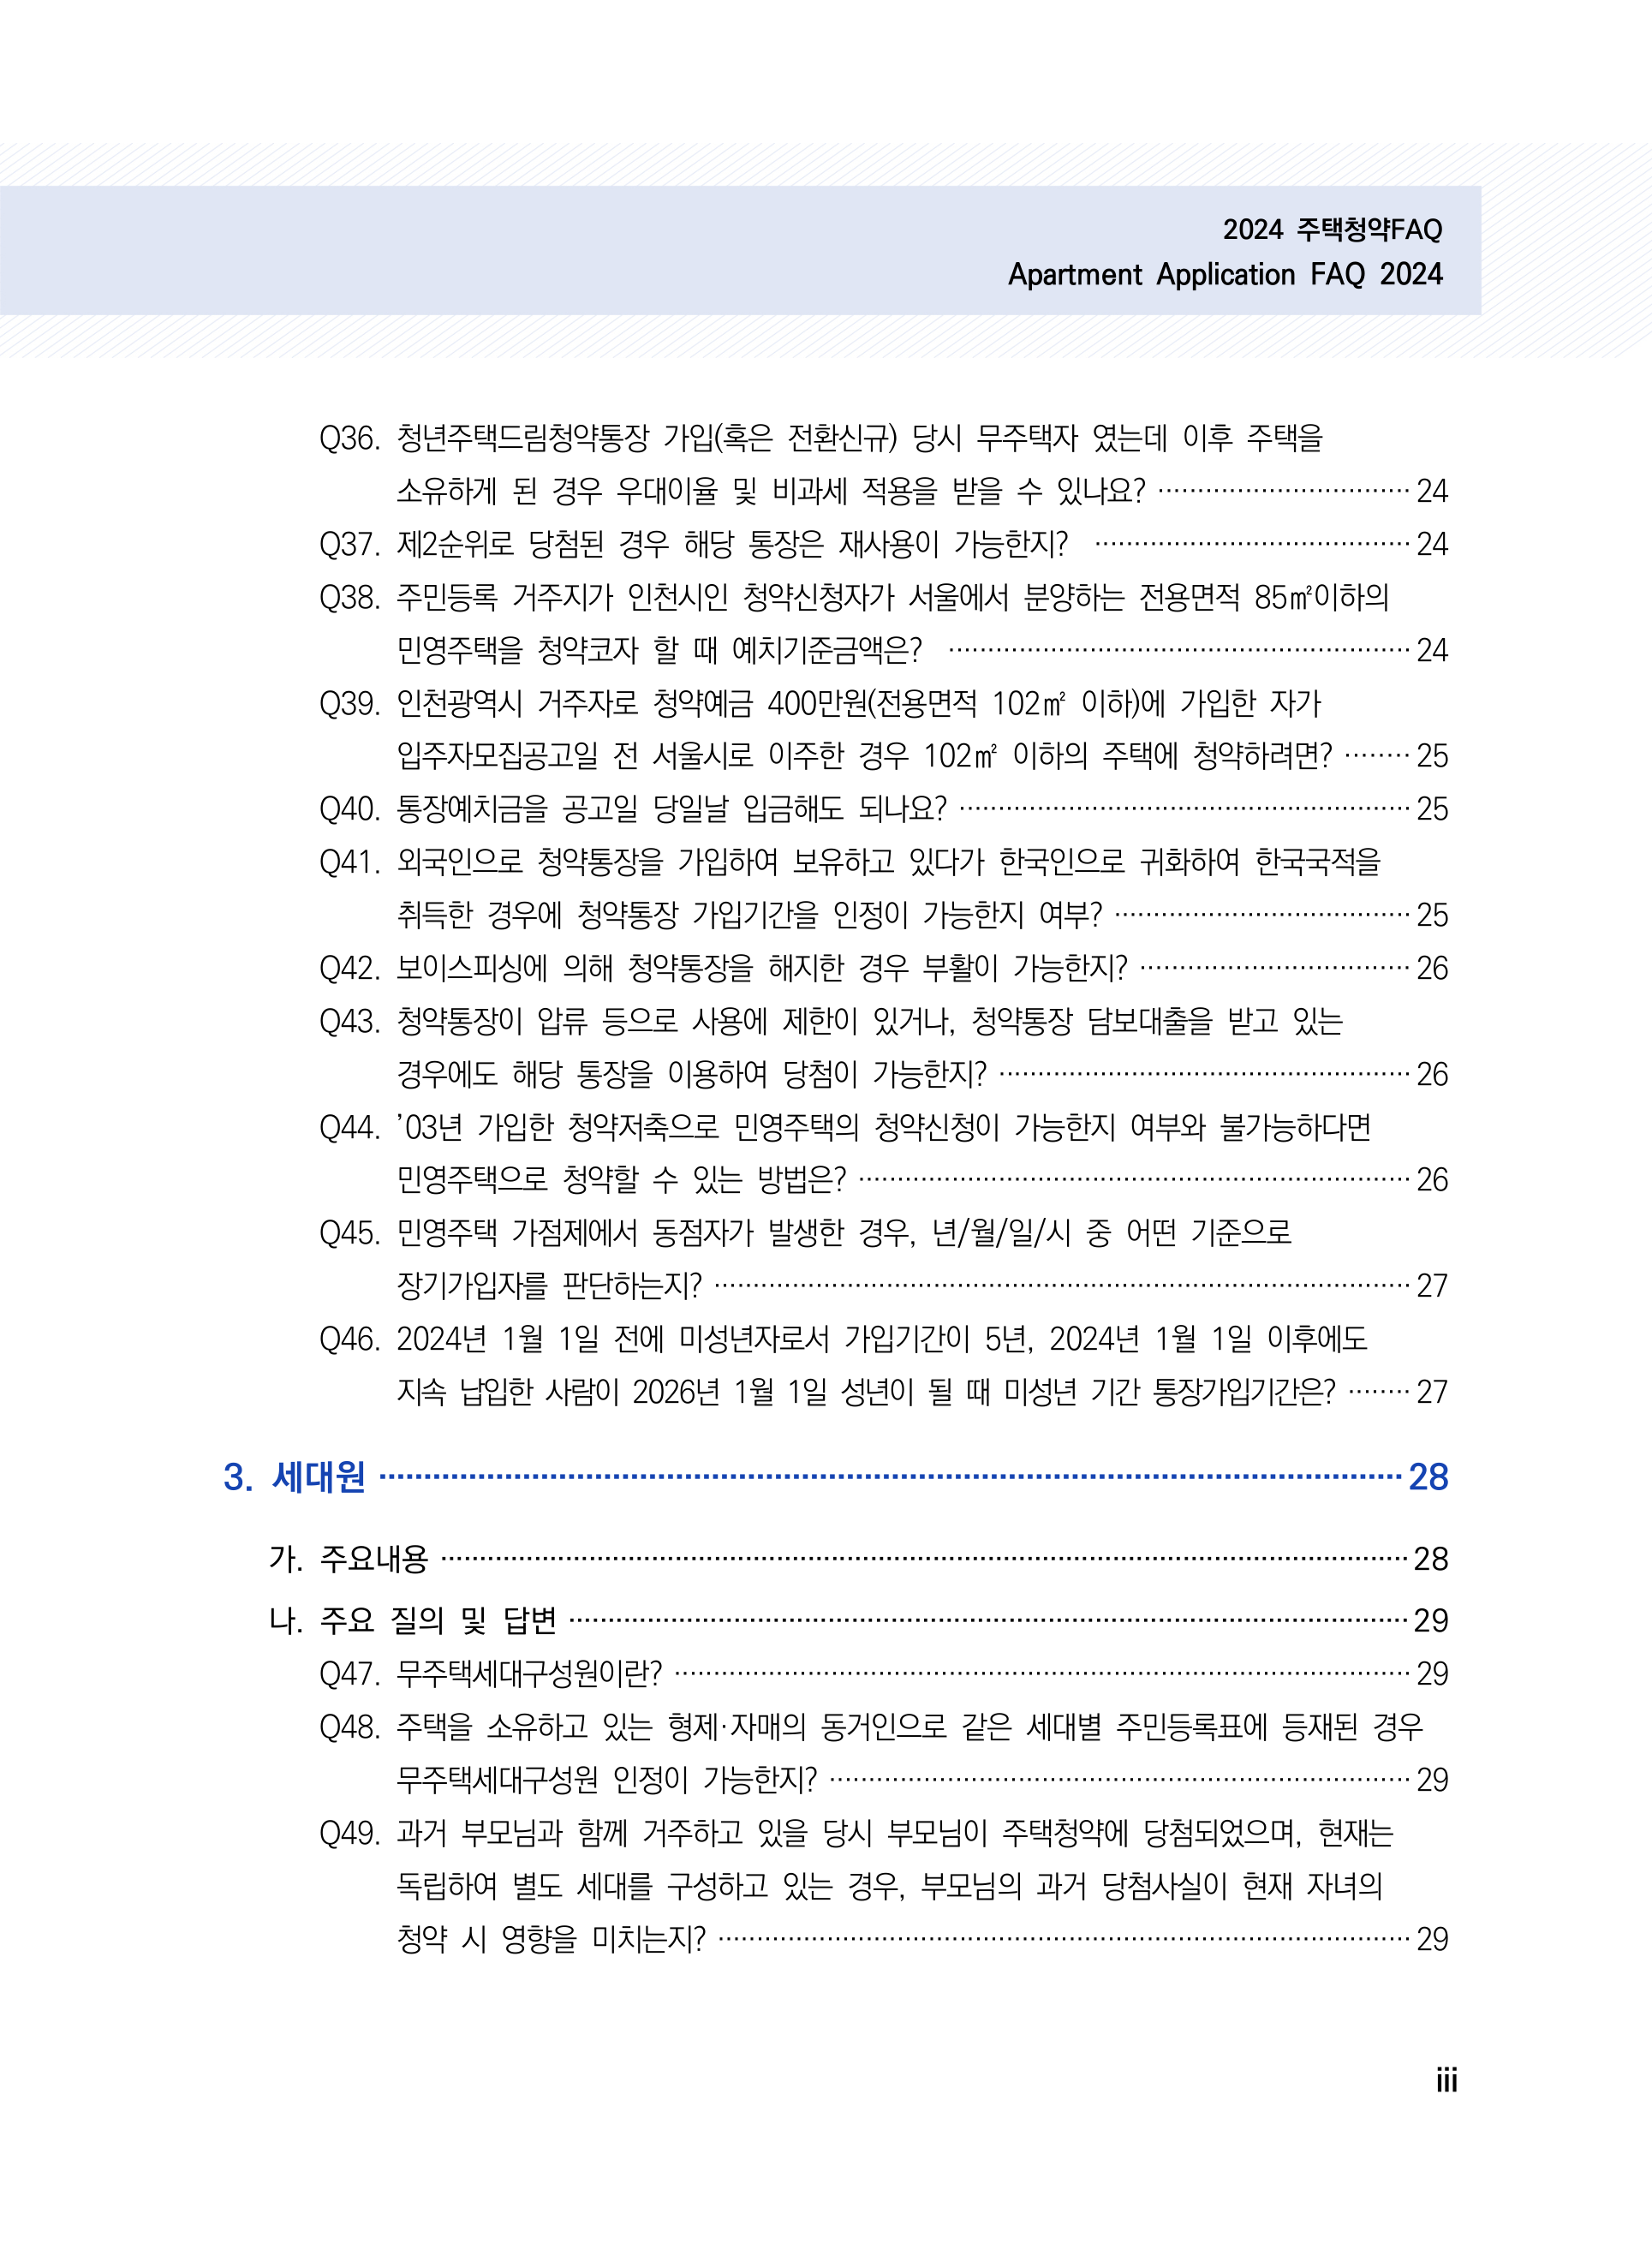 2024 주택청약FAQ
Apartment Application FAQ 2024
Q36. 청년주택드림청약통장 가입(혹은 전환신규) 당시 무주택자 였는데 이후 주택을
소유하게 된 경우 우대이율 및 비과세 적용을 받을 수 있나요? 24
Q37. 제2순위로 당첨된 경우 해당 통장은 재사용이 가능한지? 24
Q38. 주민등록 거주지가 인천시인 청약신청자가 서울에서 분양하는 전용면적 85㎡이하의
민영주택을 청약코자 할 때 예치기준금액은? 24
Q39. 인천광역시 거주자로 청약예금 400만원(전용면적 102㎡ 이하)에 가입한 자가
입주자모집공고일 전 서울시로 이주한 경우 102㎡ 이하의 주택에 청약하려면? 25
Q40. 통장예치금을 공고일 당일날 입금해도 되나요? 25
Q41. 외국인으로 청약통장을 가입하여 보유하고 있다가 한국인으로 귀화하여 한국국적을
취득한 경우에 청약통장 가입기간을 인정이 가능한지 여부? 25
Q42. 보이스피싱에 의해 청약통장을 해지한 경우 부활이 가능한지? 26
Q43. 청약통장이 압류 등으로 사용에 제한이 있거나, 청약통장 담보대출을 받고 있는
경우에도 해당 통장을 이용하여 당첨이 가능한지? 26
Q44. ’03년 가입한 청약저축으로 민영주택의 청약신청이 가능한지 여부와 불가능하다면
민영주택으로 청약할 수 있는 방법은? 26
Q45. 민영주택 가점제에서 동점자가 발생한 경우, 년/월/일/시 중 어떤 기준으로
장기가입자를 판단하는지? 27
Q46. 2024년 1월 1일 전에 미성년자로서 가입기간이 5년, 2024년 1월 1일 이후에도
지속 납입한 사람이 2026년 1월 1일 성년이 될 때 미성년 기간 통장가입기간은? 27
3. 세대원 28
가. 주요내용 28
나. 주요 질의 및 답변 29
Q47. 무주택세대구성원이란? 29
Q48. 주택을 소유하고 있는 형제·자매의 동거인으로 같은 세대별 주민등록표에 등재된 경우
무주택세대구성원 인정이 가능한지? 29
Q49. 과거 부모님과 함께 거주하고 있을 당시 부모님이 주택청약에 당첨되었으며, 현재는
독립하여 별도 세대를 구성하고 있는 경우, 부모님의 과거 당첨사실이 현재 자녀의
청약 시 영향을 미치는지? 29
iii